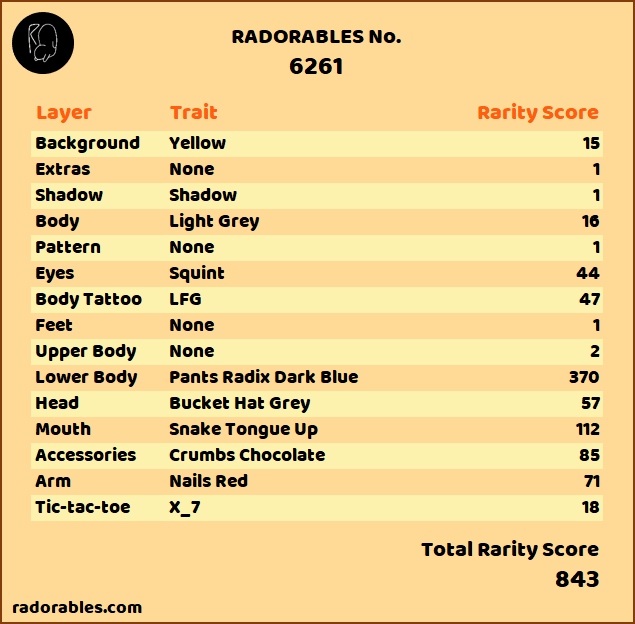 RADORABLES No.
6261
Layer Trait Rarity Score
Background Yellow 15
Extras None 1
Shadow Shadow 1
Body Light Grey 16
Pattern None 1
Eyes Squint 44
Body Tattoo LFG 47
Feet None 1
Upper Body None 2
Lower Body Pants Radix Dark Blue 370
Head Bucket Hat Grey 57
Mouth Snake Tongue Up 112
Accessories Crumbs Chocolate 85
Arm Nails Red 71
Tic-tac-toe X_7 18
Total Rarity Score
843
radorables.com